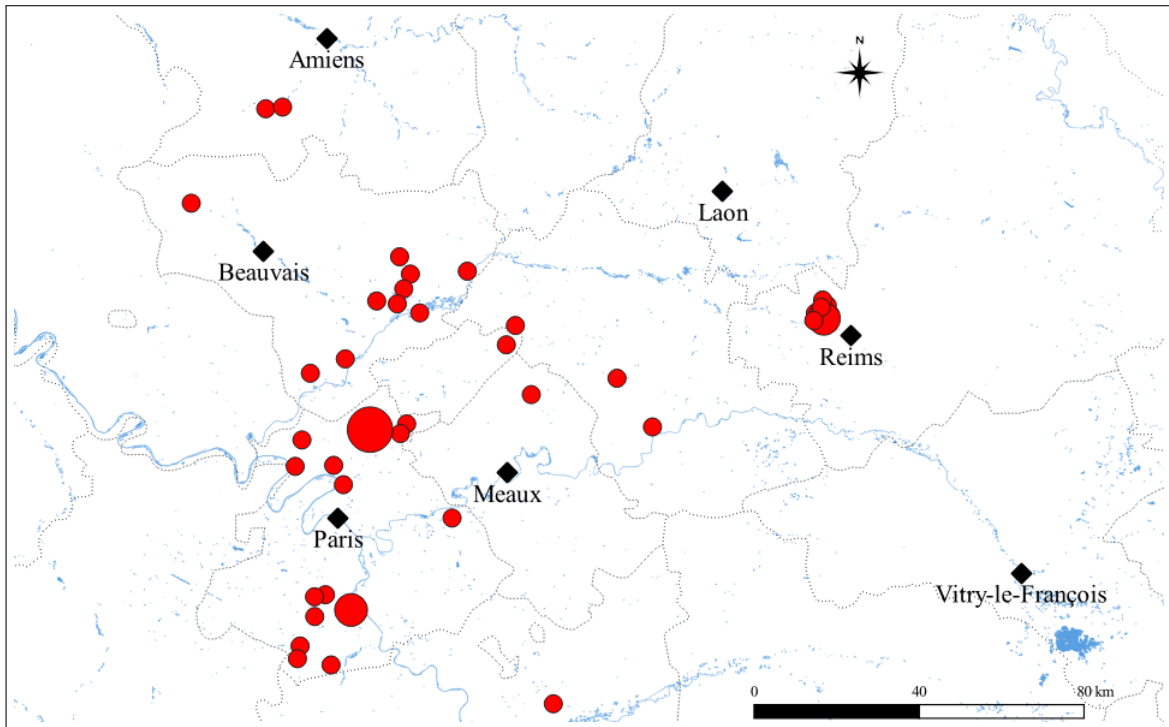 Amiens
N
Laon
Beauvais
Reims
Meaux
Paris
Vitry-le-François
0 40 80 km